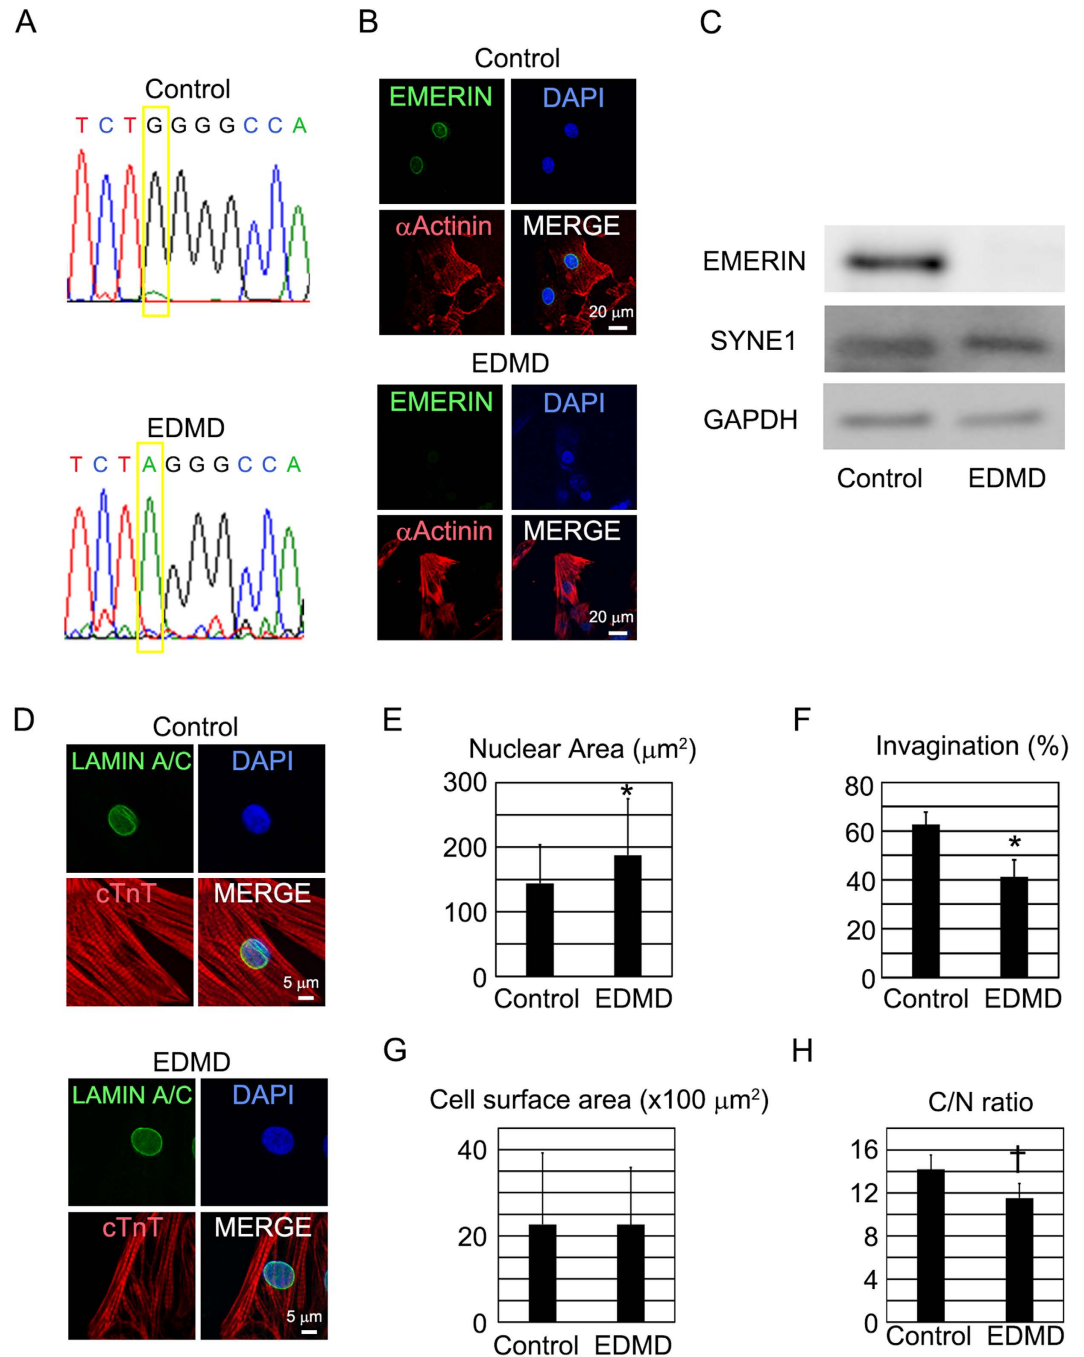 A
Control
T C T G G G G C C A
EDMD
T C T A G G G C C A
B
Control
EMERIN
DAPI
αActinin
MERGE
20 μm
EDMD
EMERIN
DAPI
αActinin
MERGE
20 μm
C
EMERIN
SYNE1
GAPDH
Control EDMD
D
Control
LAMIN A/C
DAPI
cTnT
MERGE
5 μm
EDMD
LAMIN A/C
DAPI
cTnT
MERGE
5 μm
E
Nuclear Area (μm²)
300
*
200
100
0
Control EDMD
F
Invagination (%)
80
60
*
40
20
0
Control EDMD
G
Cell surface area (x100 μm²)
40
20
0
Control EDMD
H
C/N ratio
16
†
12
8
4
0
Control EDMD